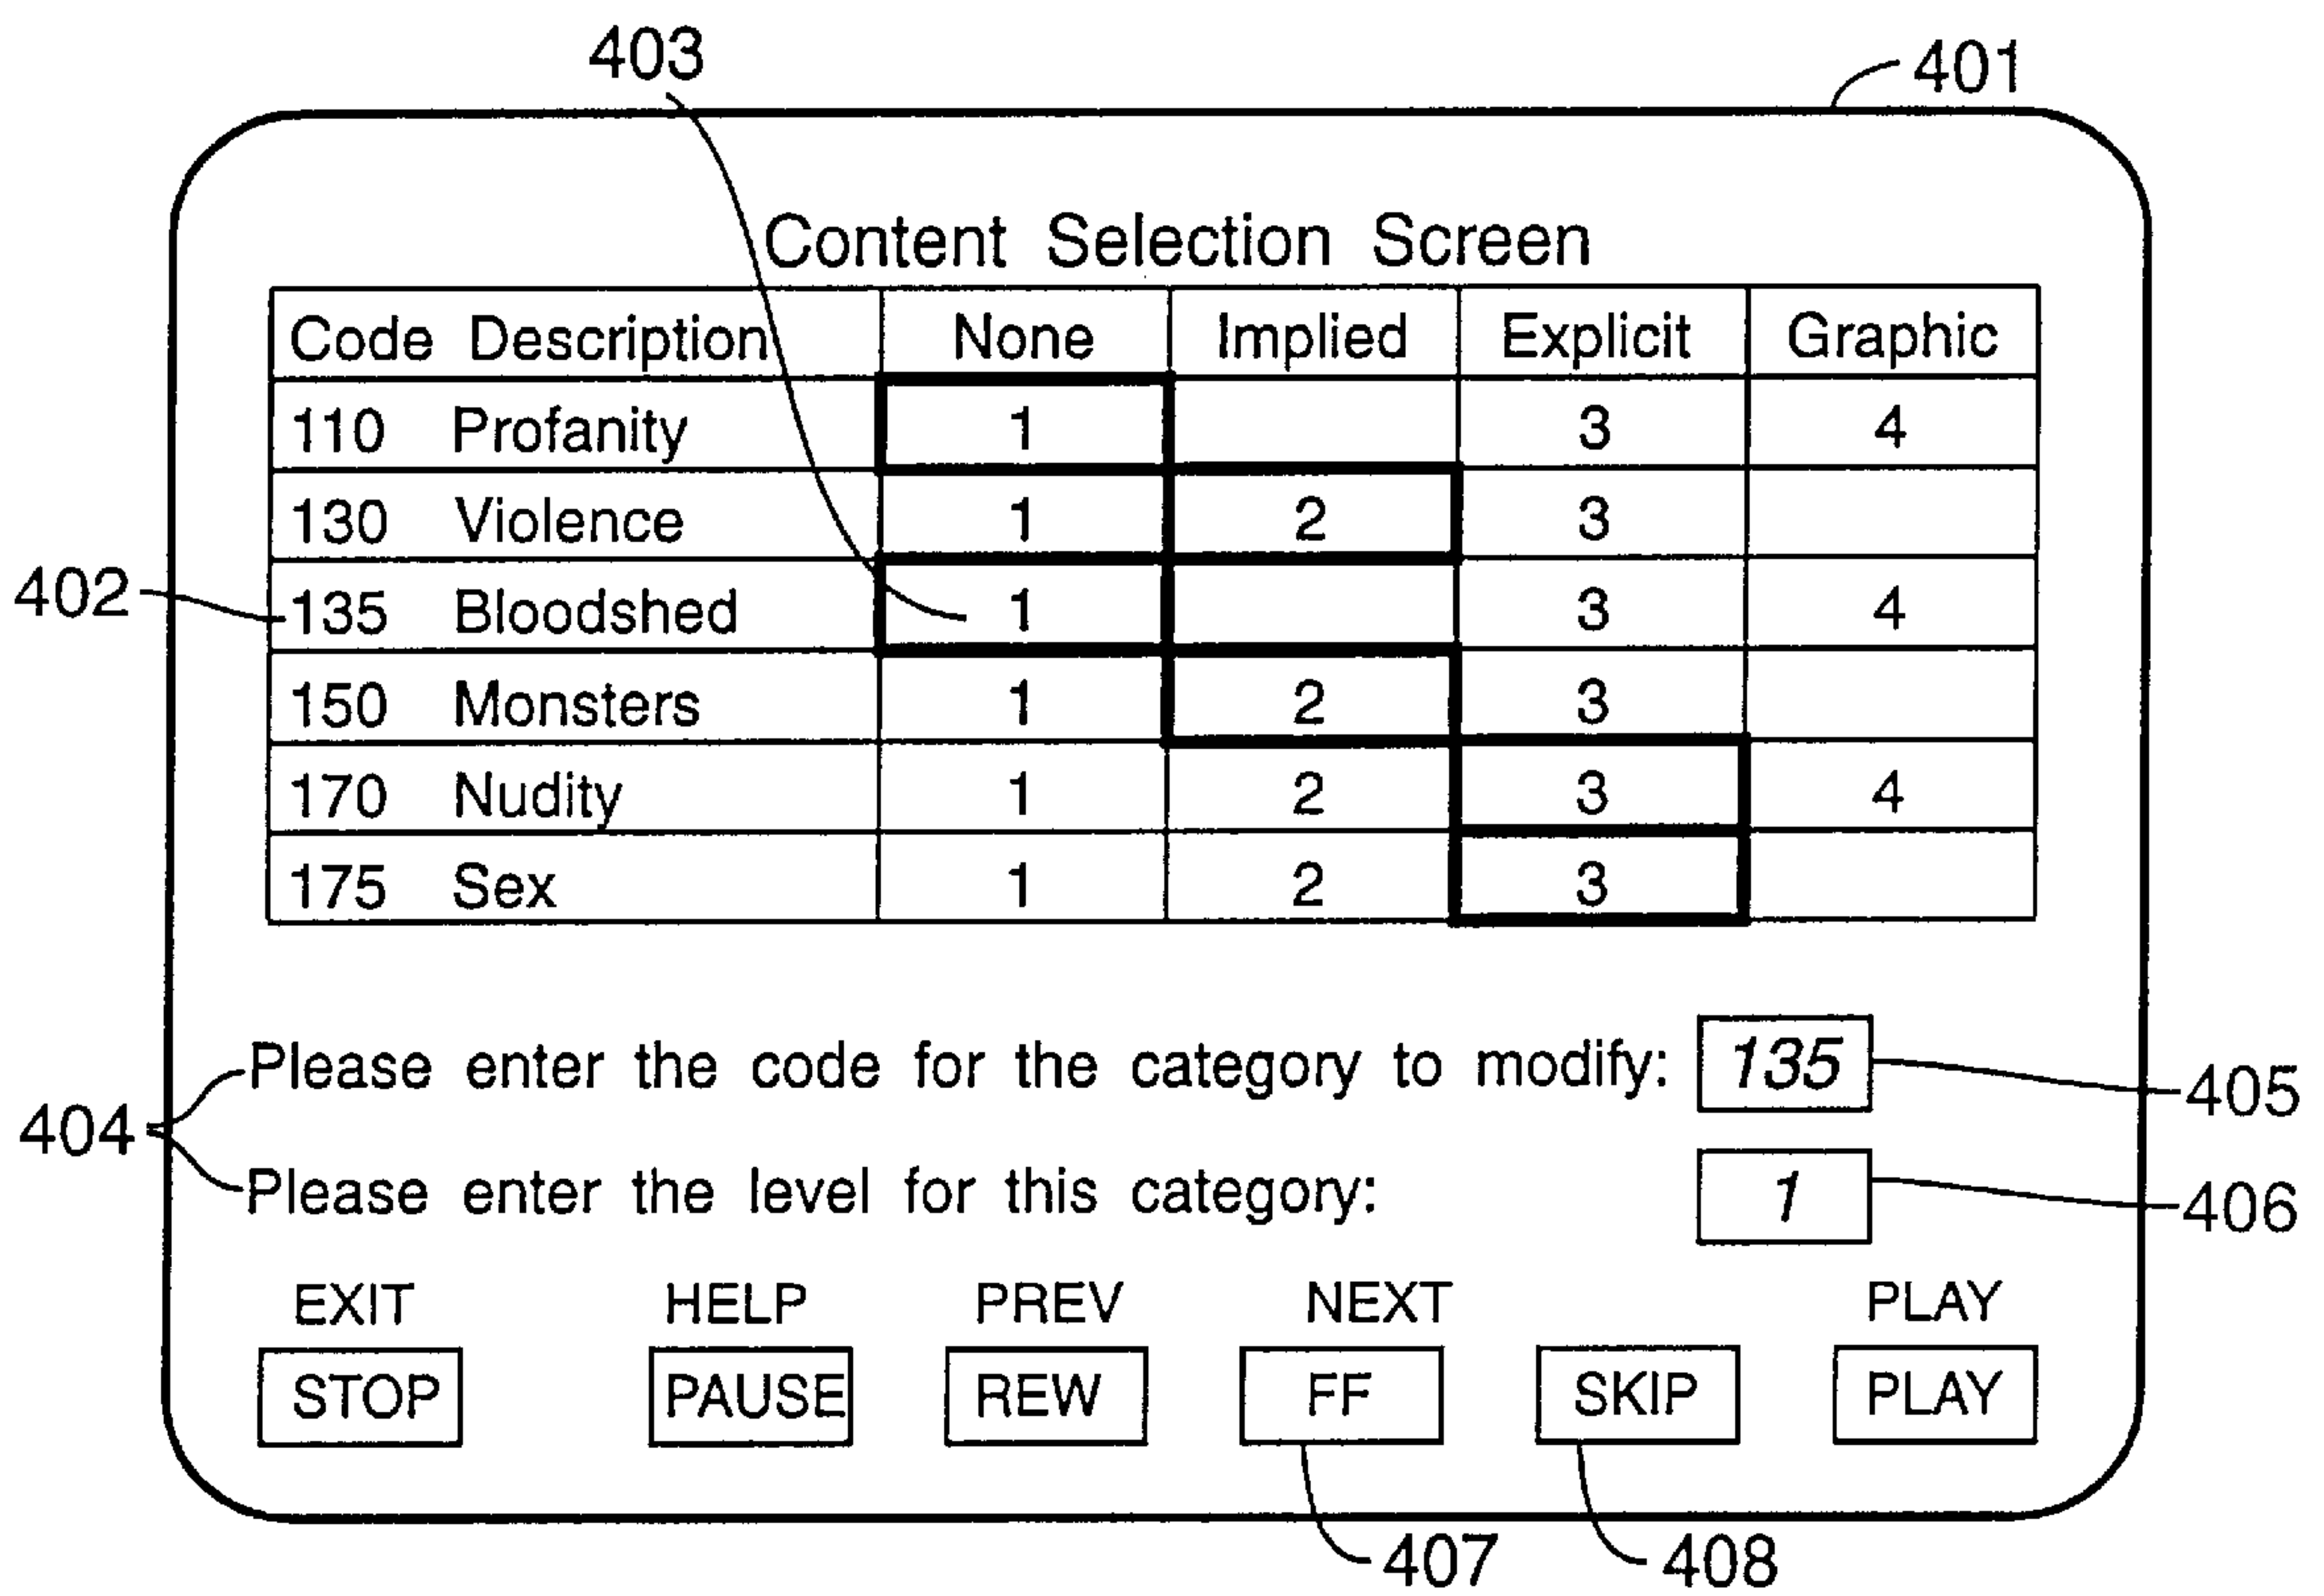 403
401
Content Selection Screen
Code Description None Implied Explicit Graphic
110 Profanity 1 3 4
130 Violence 1 2 3
402
135 Bloodshed 1 3 4
150 Monsters 1 2 3
170 Nudity 1 2 3 4
175 Sex 1 2 3
Please enter the code for the category to modify: 135
405
404
Please enter the level for this category: 1
406
EXIT HELP PREV NEXT PLAY
STOP PAUSE REW FF SKIP PLAY
407 408